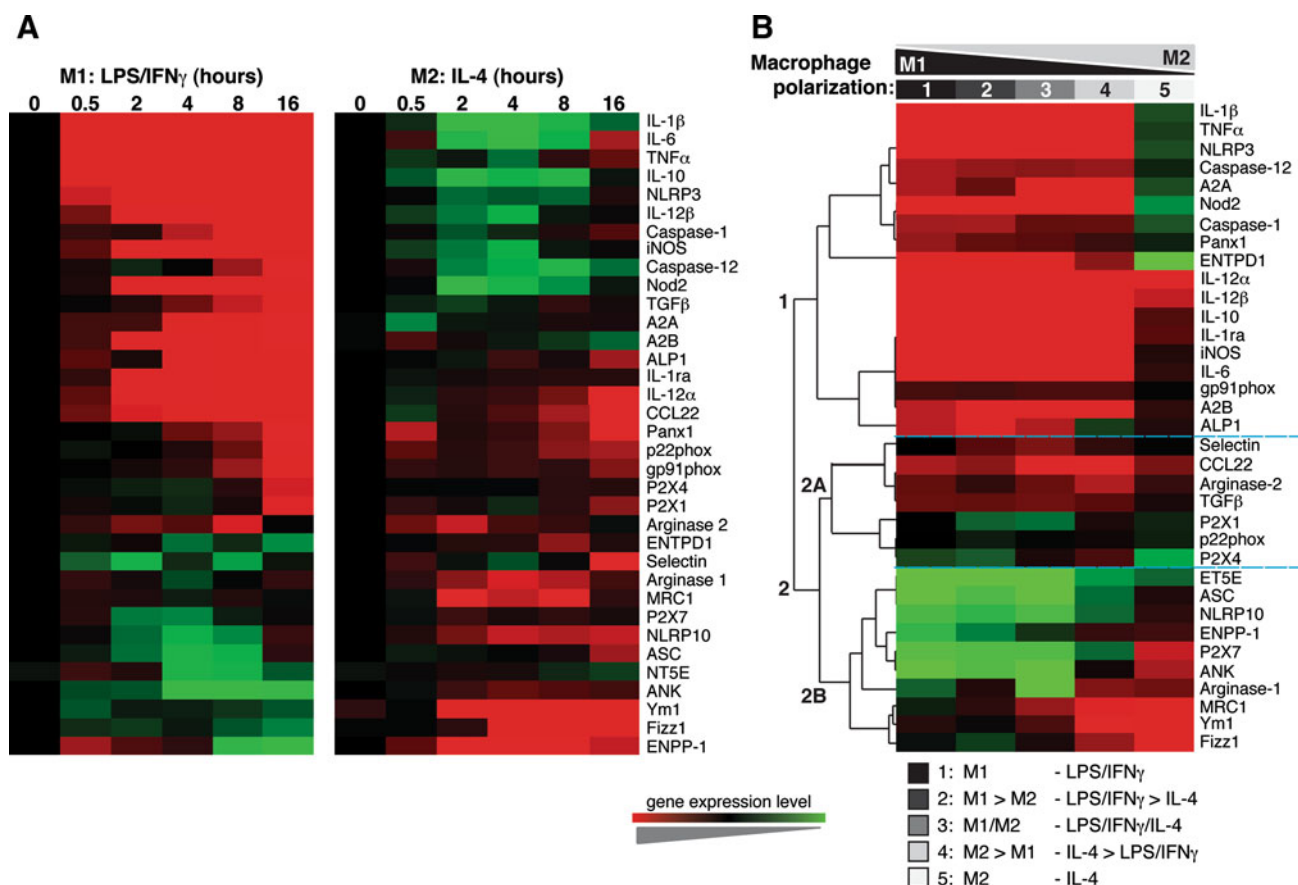 A
M1: LPS/IFNγ (hours)
0 0.5 2 4 8 16
M2: IL-4 (hours)
0 0.5 2 4 8 16
IL-1β
IL-6
TNFα
IL-10
NLRP3
IL-12β
Caspase-1
iNOS
Caspase-12
Nod2
TGFβ
A2A
A2B
ALP1
IL-1ra
IL-12α
CCL22
Panx1
p22phox
gp91phox
P2X4
P2X1
Arginase 2
ENTPD1
Selectin
Arginase 1
MRC1
P2X7
NLRP10
ASC
NT5E
ANK
Ym1
Fizz1
ENPP-1
gene expression level
B
Macrophage
polarization:
M1 M2
1 2 3 4 5
IL-1β
TNFα
NLRP3
Caspase-12
A2A
Nod2
Caspase-1
Panx1
ENTPD1
IL-12α
IL-12β
IL-10
IL-1ra
iNOS
IL-6
gp91phox
A2B
ALP1
Selectin
CCL22
Arginase-2
TGFβ
P2X1
p22phox
P2X4
ET5E
ASC
NLRP10
ENPP-1
P2X7
ANK
Arginase-1
MRC1
Ym1
Fizz1
1
2A
2
2B
1: M1 - LPS/IFNγ
2: M1 > M2 - LPS/IFNγ > IL-4
3: M1/M2 - LPS/IFNγ/IL-4
4: M2 > M1 - IL-4 > LPS/IFNγ
5: M2 - IL-4